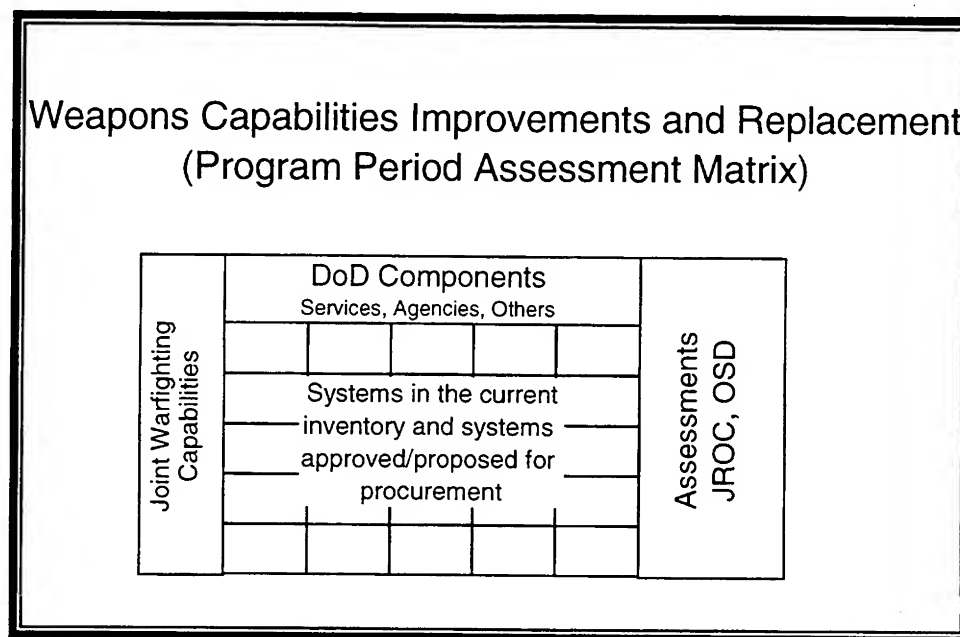 Weapons Capabilities Improvements and Replacement
(Program Period Assessment Matrix)
Joint Warfighting
Capabilities
DoD Components
Services, Agencies, Others
Systems in the current
inventory and systems
approved/proposed for
procurement
Assessments
JROC, OSD